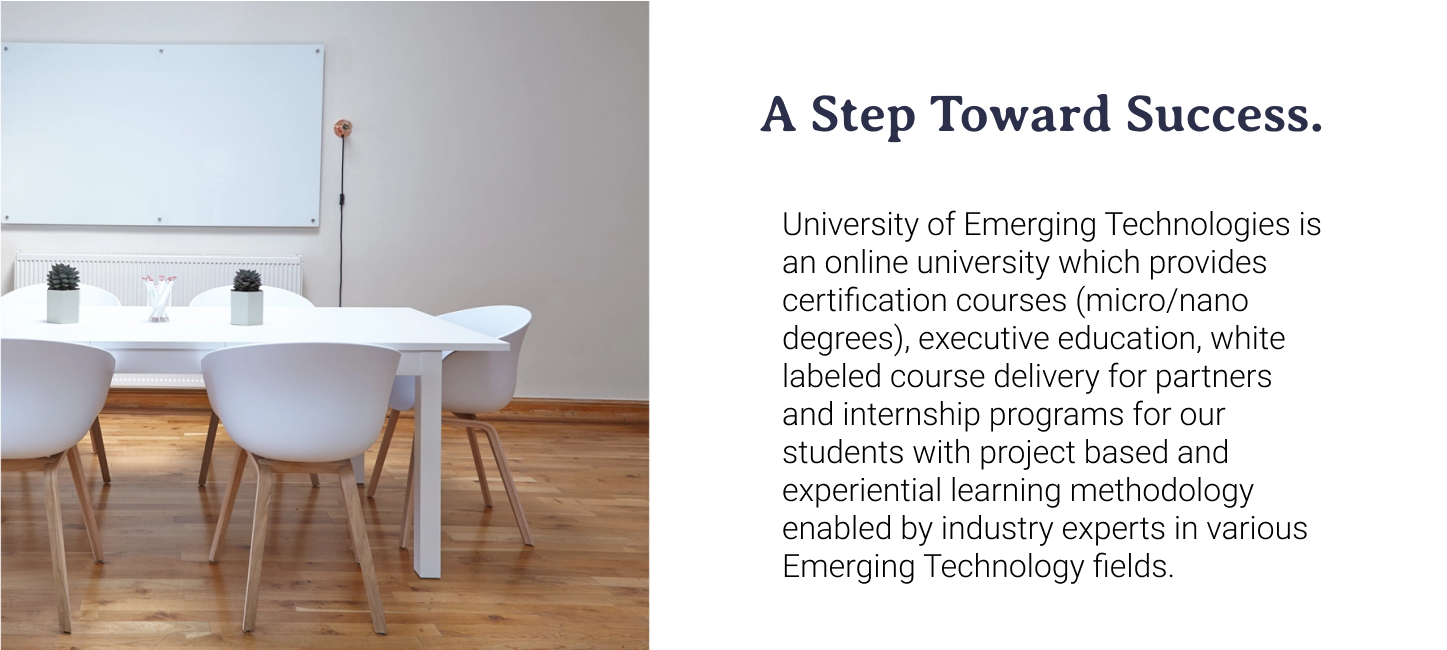 A Step Toward Success.
University of Emerging Technologies is
an online university which provides
certification courses (micro/nano
degrees), executive education, white
labeled course delivery for partners
and internship programs for our
students with project based and
experiential learning methodology
enabled by industry experts in various
Emerging Technology fields.